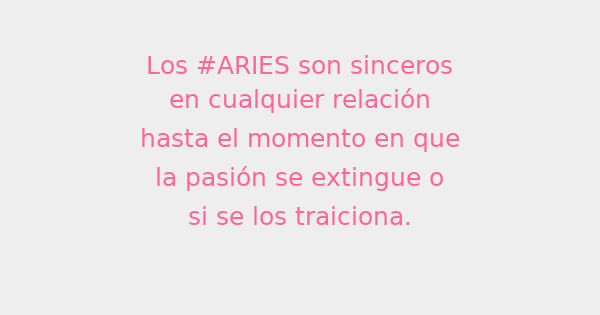 Los #ARIES son sinceros
en cualquier relación
hasta el momento en que
la pasión se extingue o
si se los traiciona.